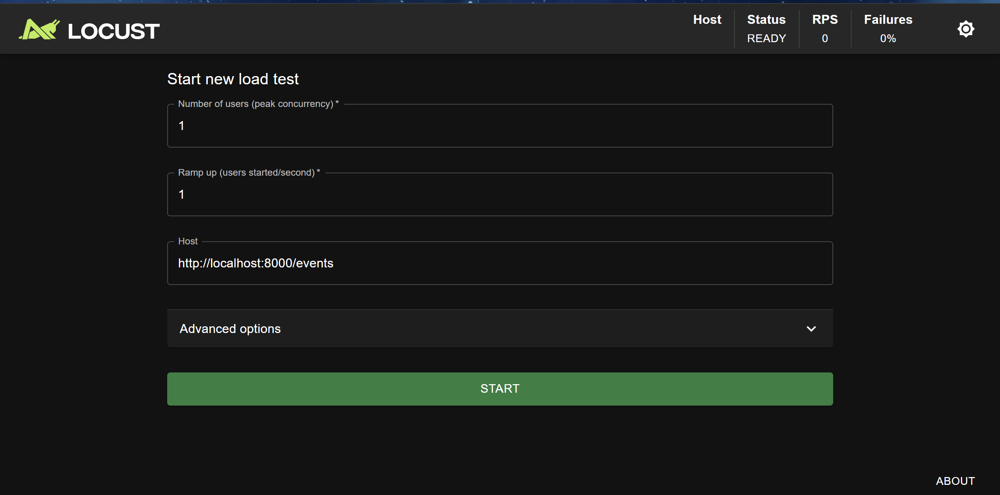 LOCUST
Host
Status
READY
RPS
0
Failures
0%
Start new load test
Number of users (peak concurrency) *
1
Ramp up (users started/second) *
1
Host
http://localhost:8000/events
Advanced options
START
ABOUT